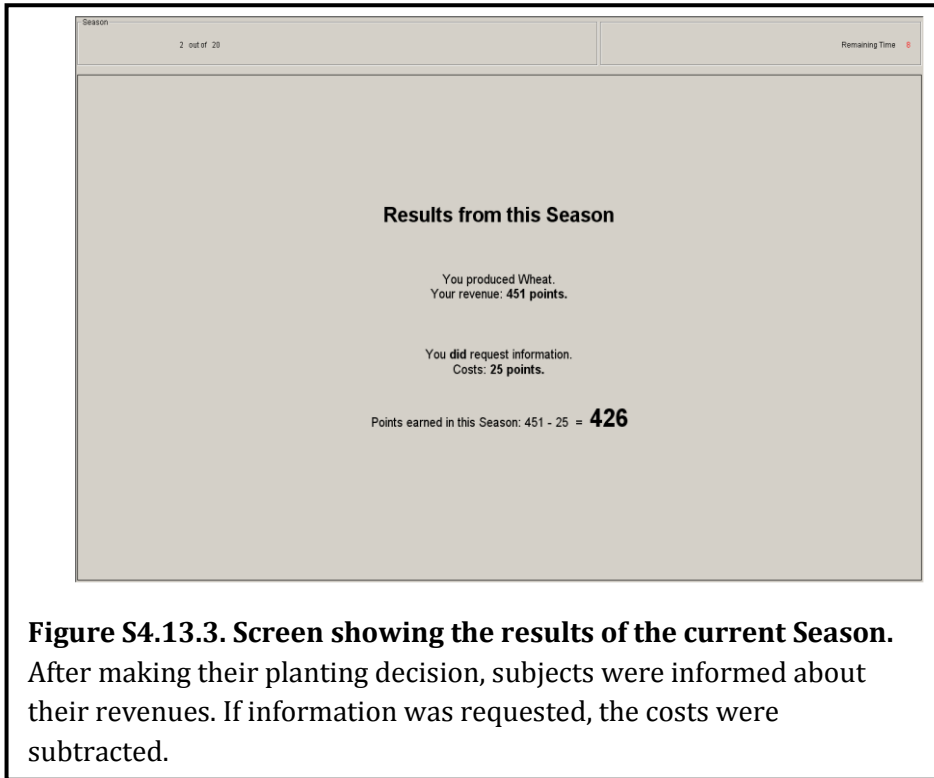 Season
2 out of 20
Remaining Time 8
Results from this Season
You produced Wheat.
Your revenue: 451 points.
You did request information.
Costs: 25 points.
Points earned in this Season: 451 - 25 = 426
Figure S4.13.3. Screen showing the results of the current Season.
After making their planting decision, subjects were informed about
their revenues. If information was requested, the costs were
subtracted.